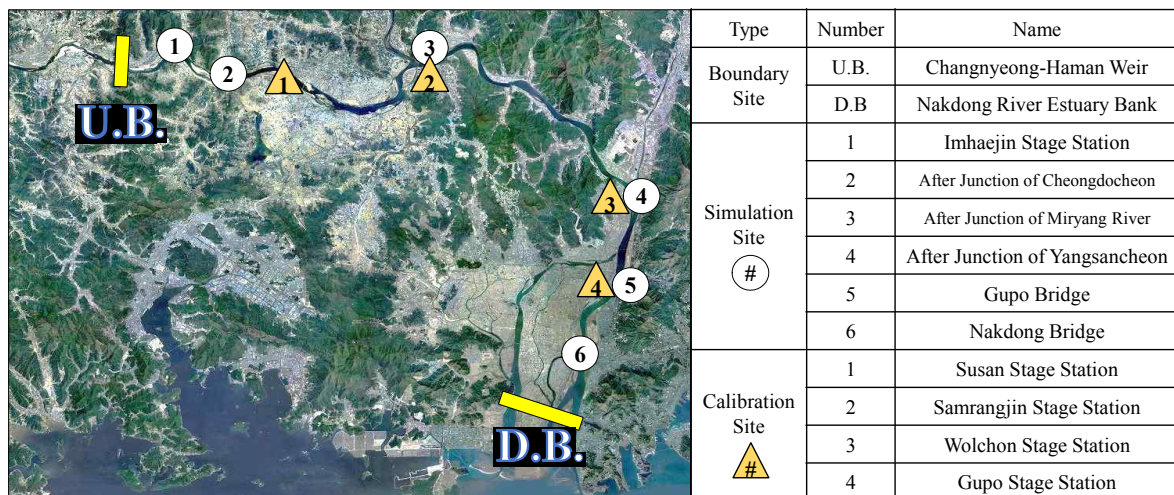 1
2
3
1
2
U.B.
3
4
4
5
6
D.B.
Type Number Name
Boundary Site
U.B. Changnyeong-Haman Weir
D.B Nakdong River Estuary Bank
Simulation Site
#
1 Imhaejin Stage Station
2 After Junction of Cheongdocheon
3 After Junction of Miryang River
4 After Junction of Yangsancheon
5 Gupo Bridge
6 Nakdong Bridge
Calibration Site
#
1 Susan Stage Station
2 Samrangjin Stage Station
3 Wolchon Stage Station
4 Gupo Stage Station